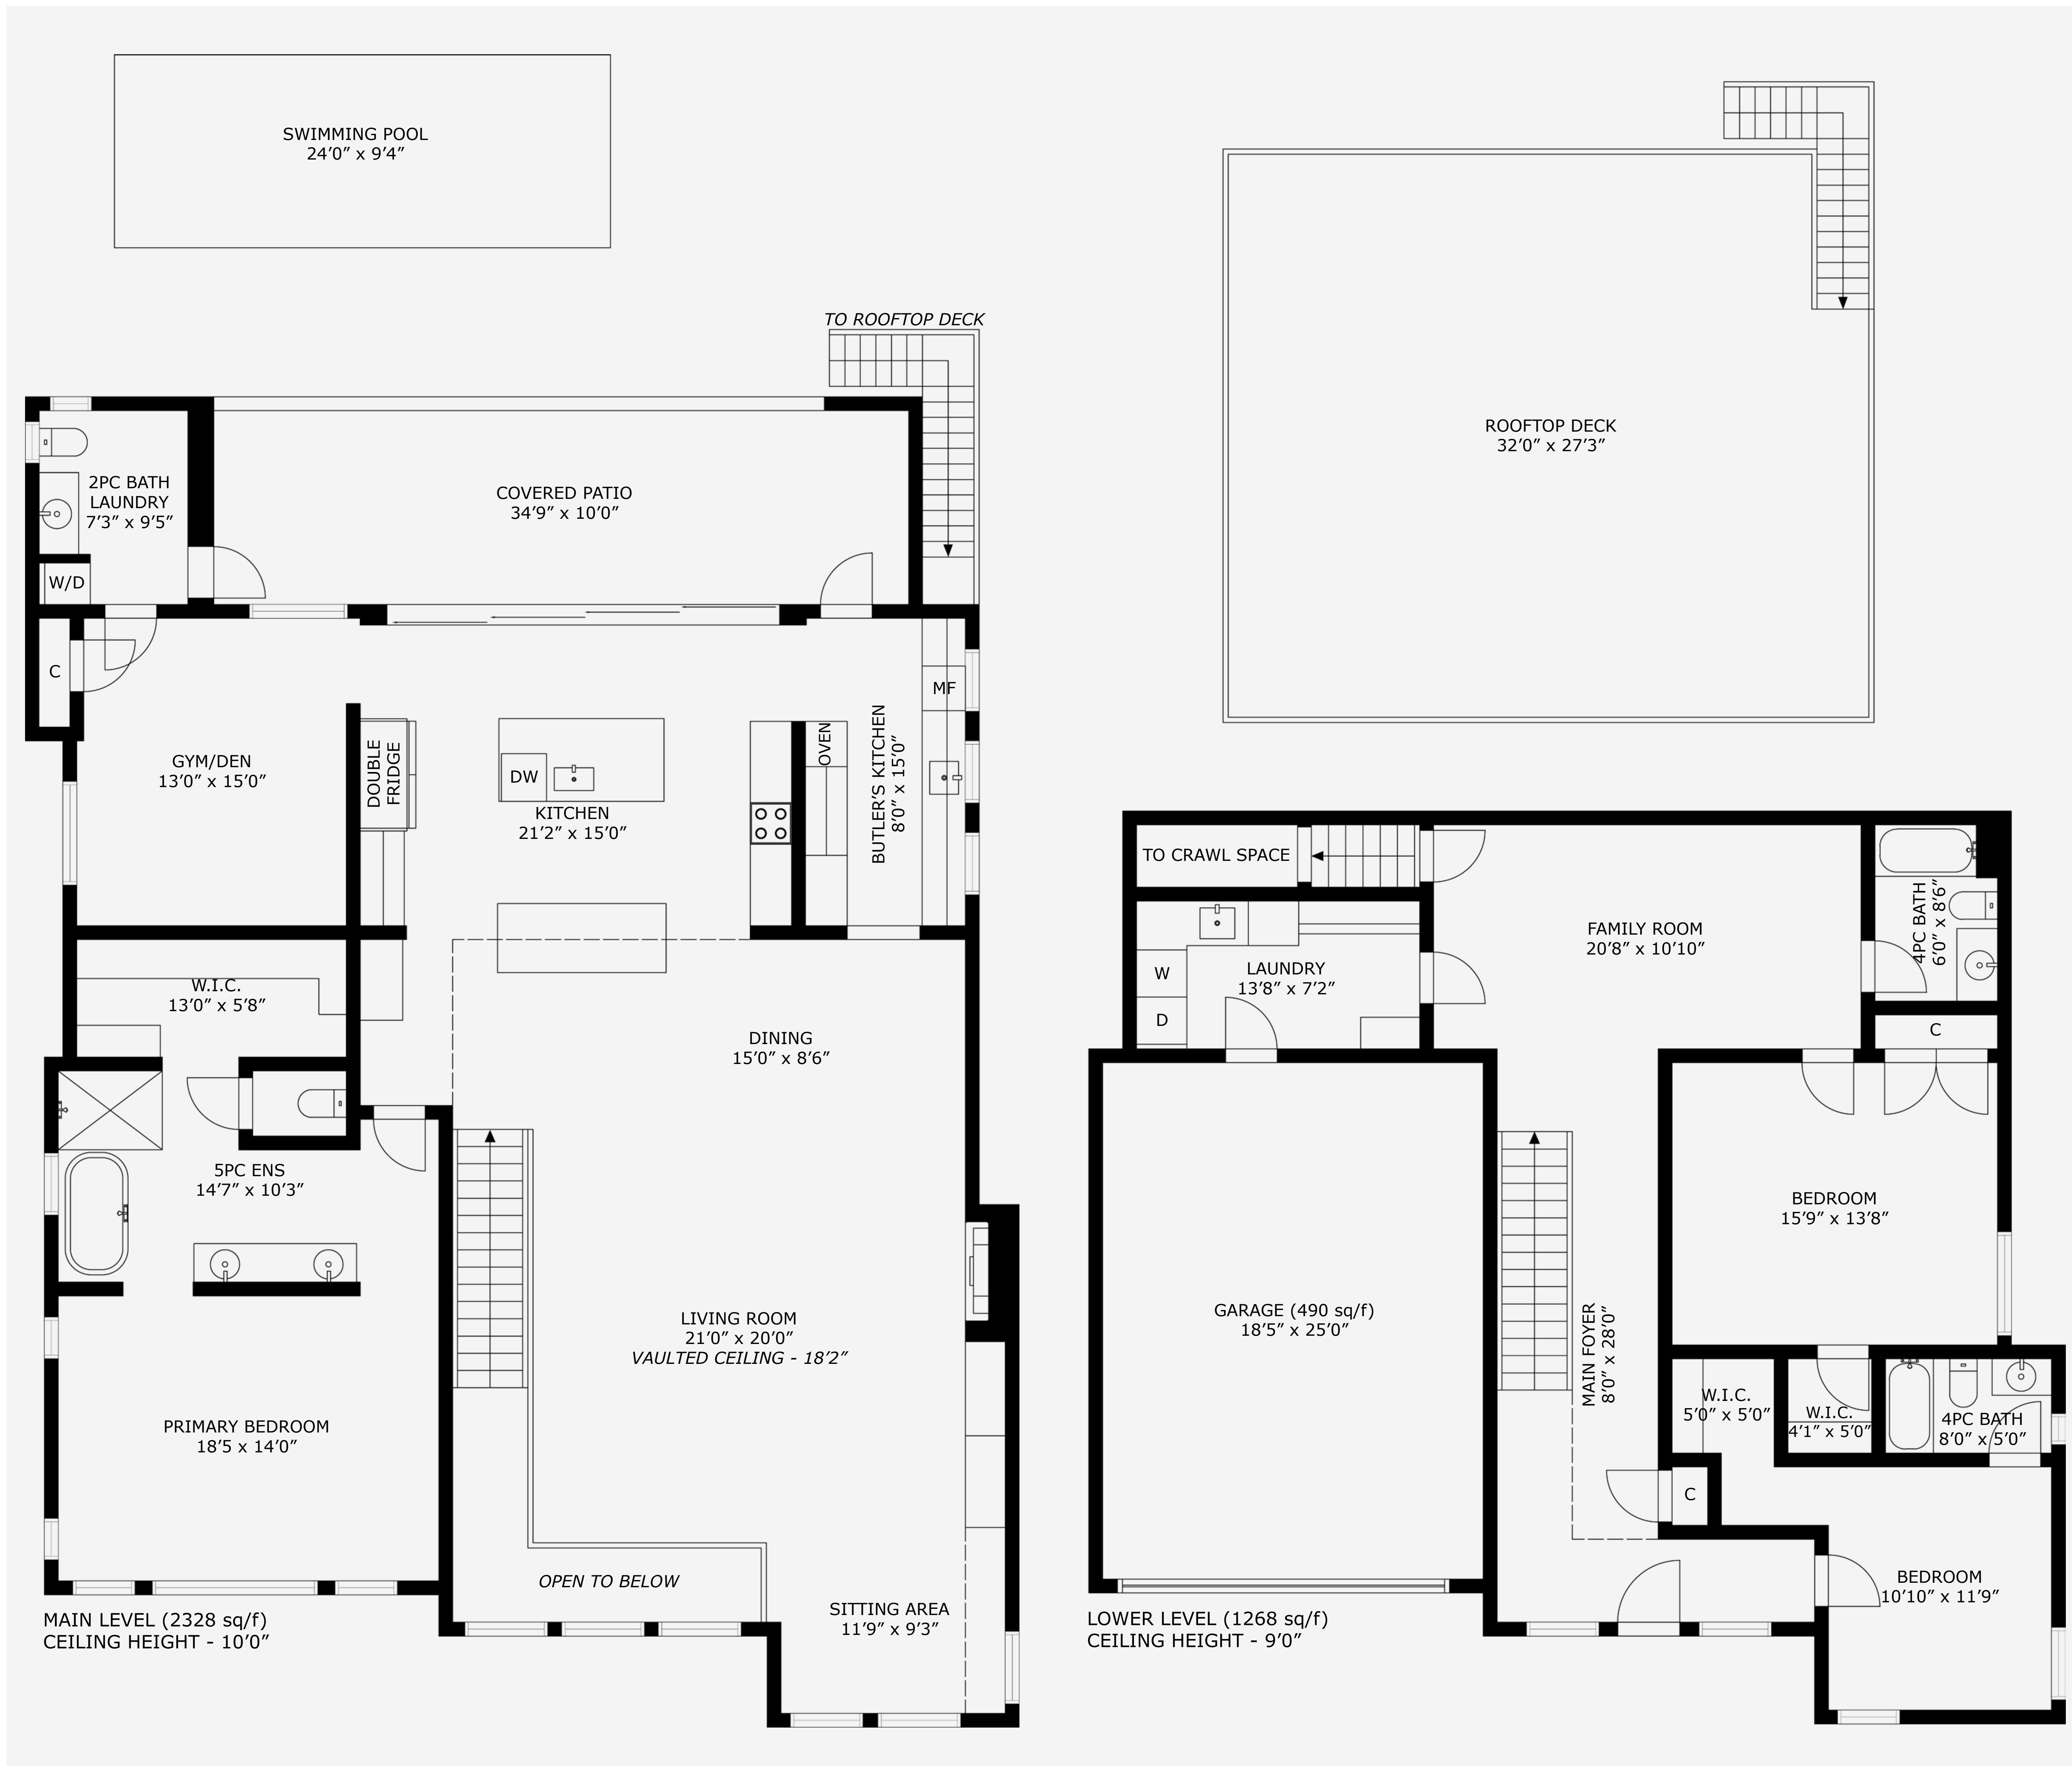 SWIMMING POOL
24′0″ x 9′4″
TO ROOFTOP DECK
2PC BATH
LAUNDRY
7′3″ x 9′5″
W/D
COVERED PATIO
34′9″ x 10′0″
C
GYM/DEN
13′0″ x 15′0″
DOUBLE
FRIDGE
DW
KITCHEN
21′2″ x 15′0″
OVEN
BUTLER’S KITCHEN
8′0″ x 15′0″
MF
W.I.C.
13′0″ x 5′8″
DINING
15′0″ x 8′6″
5PC ENS
14′7″ x 10′3″
LIVING ROOM
21′0″ x 20′0″
VAULTED CEILING - 18′2″
PRIMARY BEDROOM
18′5 x 14′0″
OPEN TO BELOW
SITTING AREA
11′9″ x 9′3″
MAIN LEVEL (2328 sq/f)
CEILING HEIGHT - 10′0″
ROOFTOP DECK
32′0″ x 27′3″
TO CRAWL SPACE
FAMILY ROOM
20′8″ x 10′10″
4PC BATH
6′0″ x 8′6″
W
D
LAUNDRY
13′8″ x 7′2″
C
BEDROOM
15′9″ x 13′8″
GARAGE (490 sq/f)
18′5″ x 25′0″
MAIN FOYER
8′0″ x 28′0″
W.I.C.
5′0″ x 5′0″
W.I.C.
4′1″ x 5′0″
4PC BATH
8′0″ x 5′0″
C
BEDROOM
10′10″ x 11′9″
LOWER LEVEL (1268 sq/f)
CEILING HEIGHT - 9′0″